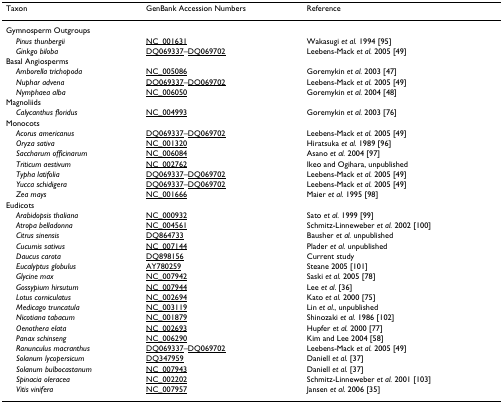 Taxon GenBank Accession Numbers Reference
Gymnosperm Outgroups
Pinus thunbergii NC_001631 Wakasugi et al. 1994 [95]
Ginkgo biloba DQ069337–DQ069702 Leebens-Mack et al. 2005 [49]
Basal Angiosperms
Amborella trichopoda NC_005086 Goremykin et al. 2003 [47]
Nuphar advena DQ069337–DQ069702 Leebens-Mack et al. 2005 [49]
Nymphaea alba NC_006050 Goremykin et al. 2004 [48]
Magnoliids
Calycanthus floridus NC_004993 Goremykin et al. 2003 [76]
Monocots
Acorus americanus DQ069337–DQ069702 Leebens-Mack et al. 2005 [49]
Oryza sativa NC_001320 Hiratsuka et al. 1989 [96]
Saccharum officinarum NC_006084 Asano et al. 2004 [97]
Triticum aestivum NC_002762 Ikeo and Ogihara, unpublished
Typha latifolia DQ069337–DQ069702 Leebens-Mack et al. 2005 [49]
Yucca schidigera DQ069337–DQ069702 Leebens-Mack et al. 2005 [49]
Zea mays NC_001666 Maier et al. 1995 [98]
Eudicots
Arabidopsis thaliana NC_000932 Sato et al. 1999 [99]
Atropa belladonna NC_004561 Schmitz-Linneweber et al. 2002 [100]
Citrus sinensis DQ864733 Bausher et al. unpublished
Cucumis sativus NC_007144 Plader et al. unpublished
Daucus carota DQ898156 Current study
Eucalyptus globulus AY780259 Steane 2005 [101]
Glycine max NC_007942 Saski et al. 2005 [78]
Gossypium hirsutum NC_007944 Lee et al. [36]
Lotus corniculatus NC_002694 Kato et al. 2000 [75]
Medicago truncatula NC_003119 Lin et al., unpublished
Nicotiana tabacum NC_001879 Shinozaki et al. 1986 [102]
Oenothera elata NC_002693 Hupfer et al. 2000 [77]
Panax schinseng NC_006290 Kim and Lee 2004 [58]
Ranunculus macranthus DQ069337–DQ069702 Leebens-Mack et al. 2005 [49]
Solanum lycopersicum DQ347959 Daniell et al. [37]
Solanum bulbocastanum NC_007943 Daniell et al. [37]
Spinacia oleracea NC_002202 Schmitz-Linneweber et al. 2001 [103]
Vitis vinifera NC_007957 Jansen et al. 2006 [35]